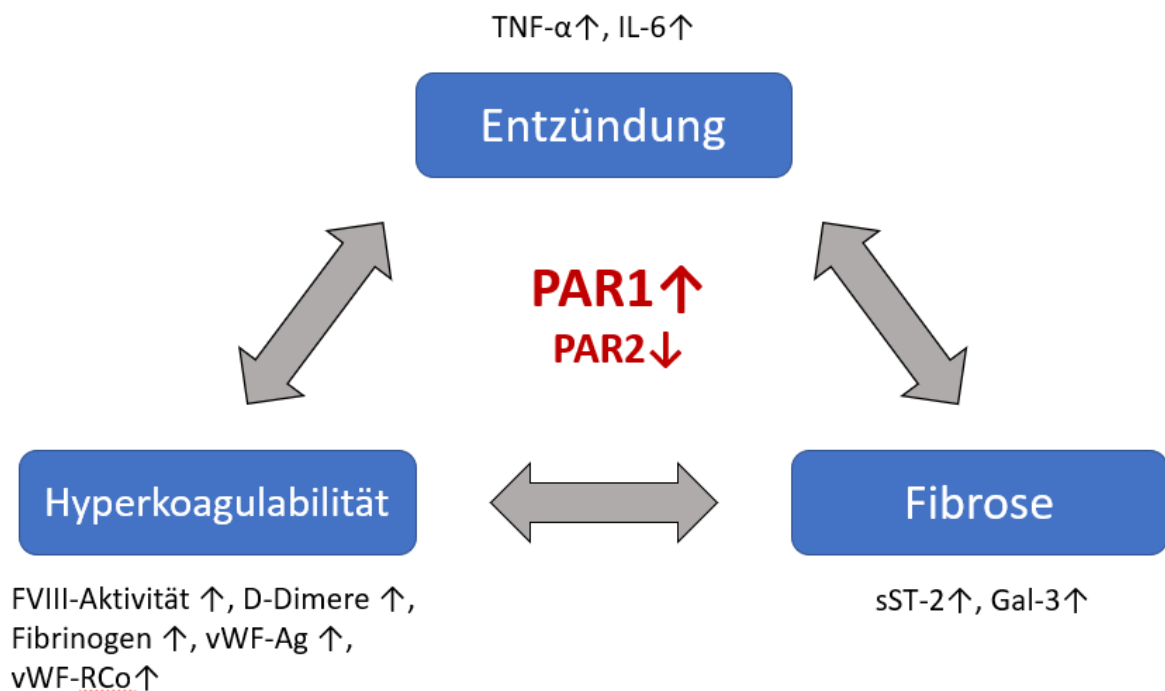 TNF-α↑, IL-6↑
Entzündung
PAR1↑
PAR2↓
Hyperkoagulabilität
Fibrose
FVIII-Aktivität ↑, D-Dimere ↑,
Fibrinogen ↑, vWF-Ag ↑,
vWF-RCo↑
sST-2↑, Gal-3↑